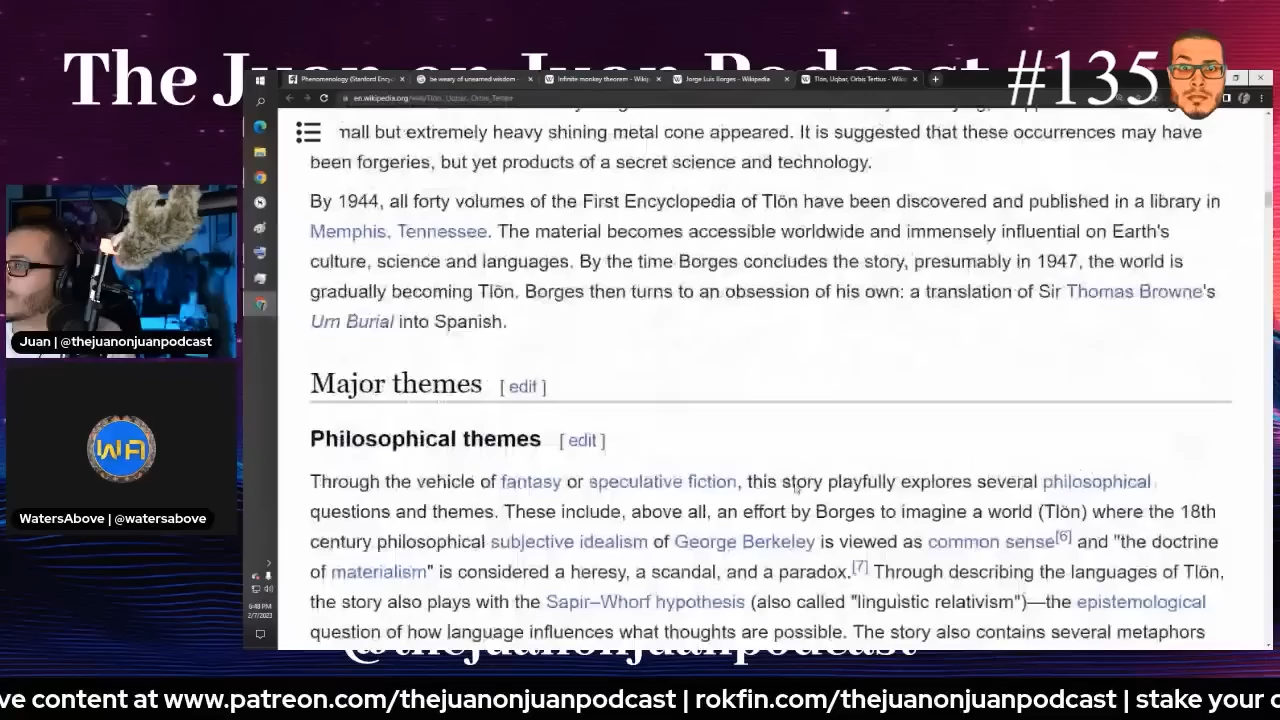 The Juan on Juan Podcast #135
Phenomenology (Stanford Ency
be weary of unearned wisdom -
Infinite monkey theorem - Wikip
Jorge Luis Borges - Wikipedia
Tlön, Uqbar, Orbis Tertius - Wiki
en.wikipedia.org/wiki/Tlön,_Uqbar,_Orbis_Tertius
mall but extremely heavy shining metal cone appeared. It is suggested that these occurrences may have
been forgeries, but yet products of a secret science and technology.
By 1944, all forty volumes of the First Encyclopedia of Tlön have been discovered and published in a library in
Memphis, Tennessee. The material becomes accessible worldwide and immensely influential on Earth's
culture, science and languages. By the time Borges concludes the story, presumably in 1947, the world is
gradually becoming Tlön. Borges then turns to an obsession of his own: a translation of Sir Thomas Browne's
Urn Burial into Spanish.
Major themes [ edit ]
Philosophical themes [ edit ]
Through the vehicle of fantasy or speculative fiction, this story playfully explores several philosophical
questions and themes. These include, above all, an effort by Borges to imagine a world (Tlön) where the 18th
century philosophical subjective idealism of George Berkeley is viewed as common sense[6] and "the doctrine
of materialism" is considered a heresy, a scandal, and a paradox.[7] Through describing the languages of Tlön,
the story also plays with the Sapir–Whorf hypothesis (also called "linguistic relativism")—the epistemological
question of how language influences what thoughts are possible. The story also contains several metaphors
6:48 PM
2/7/2023
Juan | @thejuanonjuanpodcast
WA
WatersAbove | @watersabove
@thejuanonjuanpodcast
ve content at www.patreon.com/thejuanonjuanpodcast | rokfin.com/thejuanonjuanpodcast | stake your c